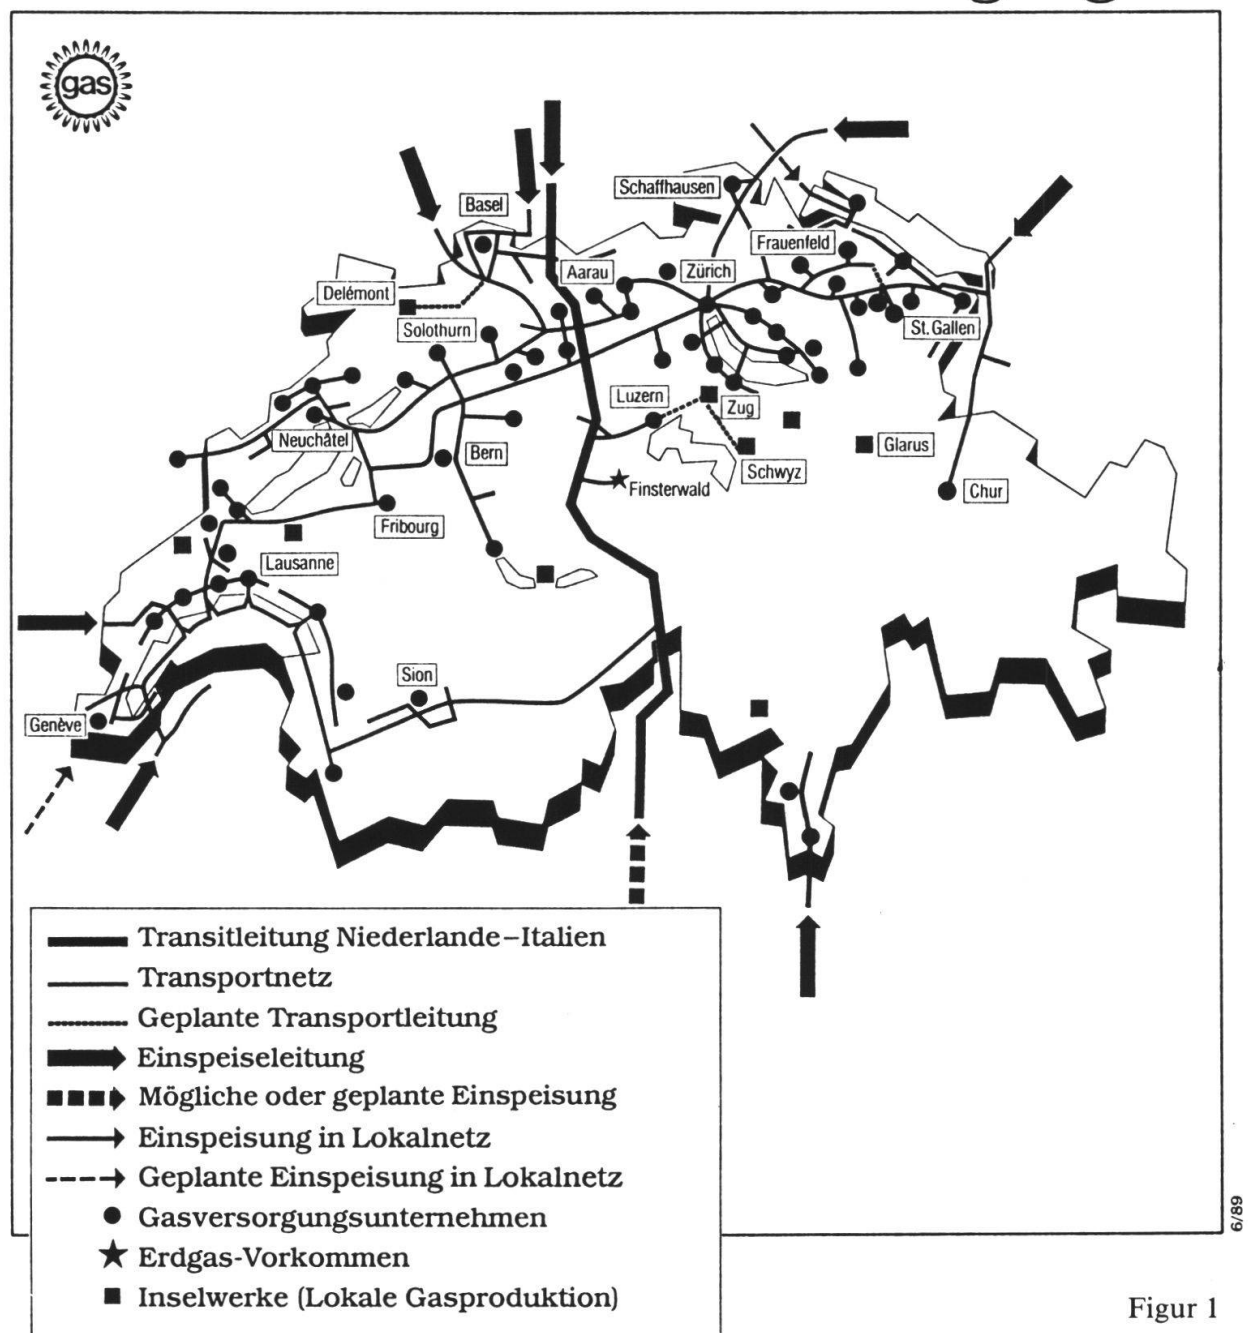 gas
Schaffhausen
Basel
Frauenfeld
Aarau
Zürich
Delémont
Solothurn
St. Gallen
Luzern
Zug
Neuchâtel
Bern
Glarus
Schwyz
Finsterwald
Chur
Fribourg
Lausanne
Sion
Genève
Transitleitung Niederlande–Italien
Transportnetz
Geplante Transportleitung
Einspeiseleitung
Mögliche oder geplante Einspeisung
Einspeisung in Lokalnetz
Geplante Einspeisung in Lokalnetz
Gasversorgungsunternehmen
Erdgas-Vorkommen
Inselwerke (Lokale Gasproduktion)
6/89
Figur 1